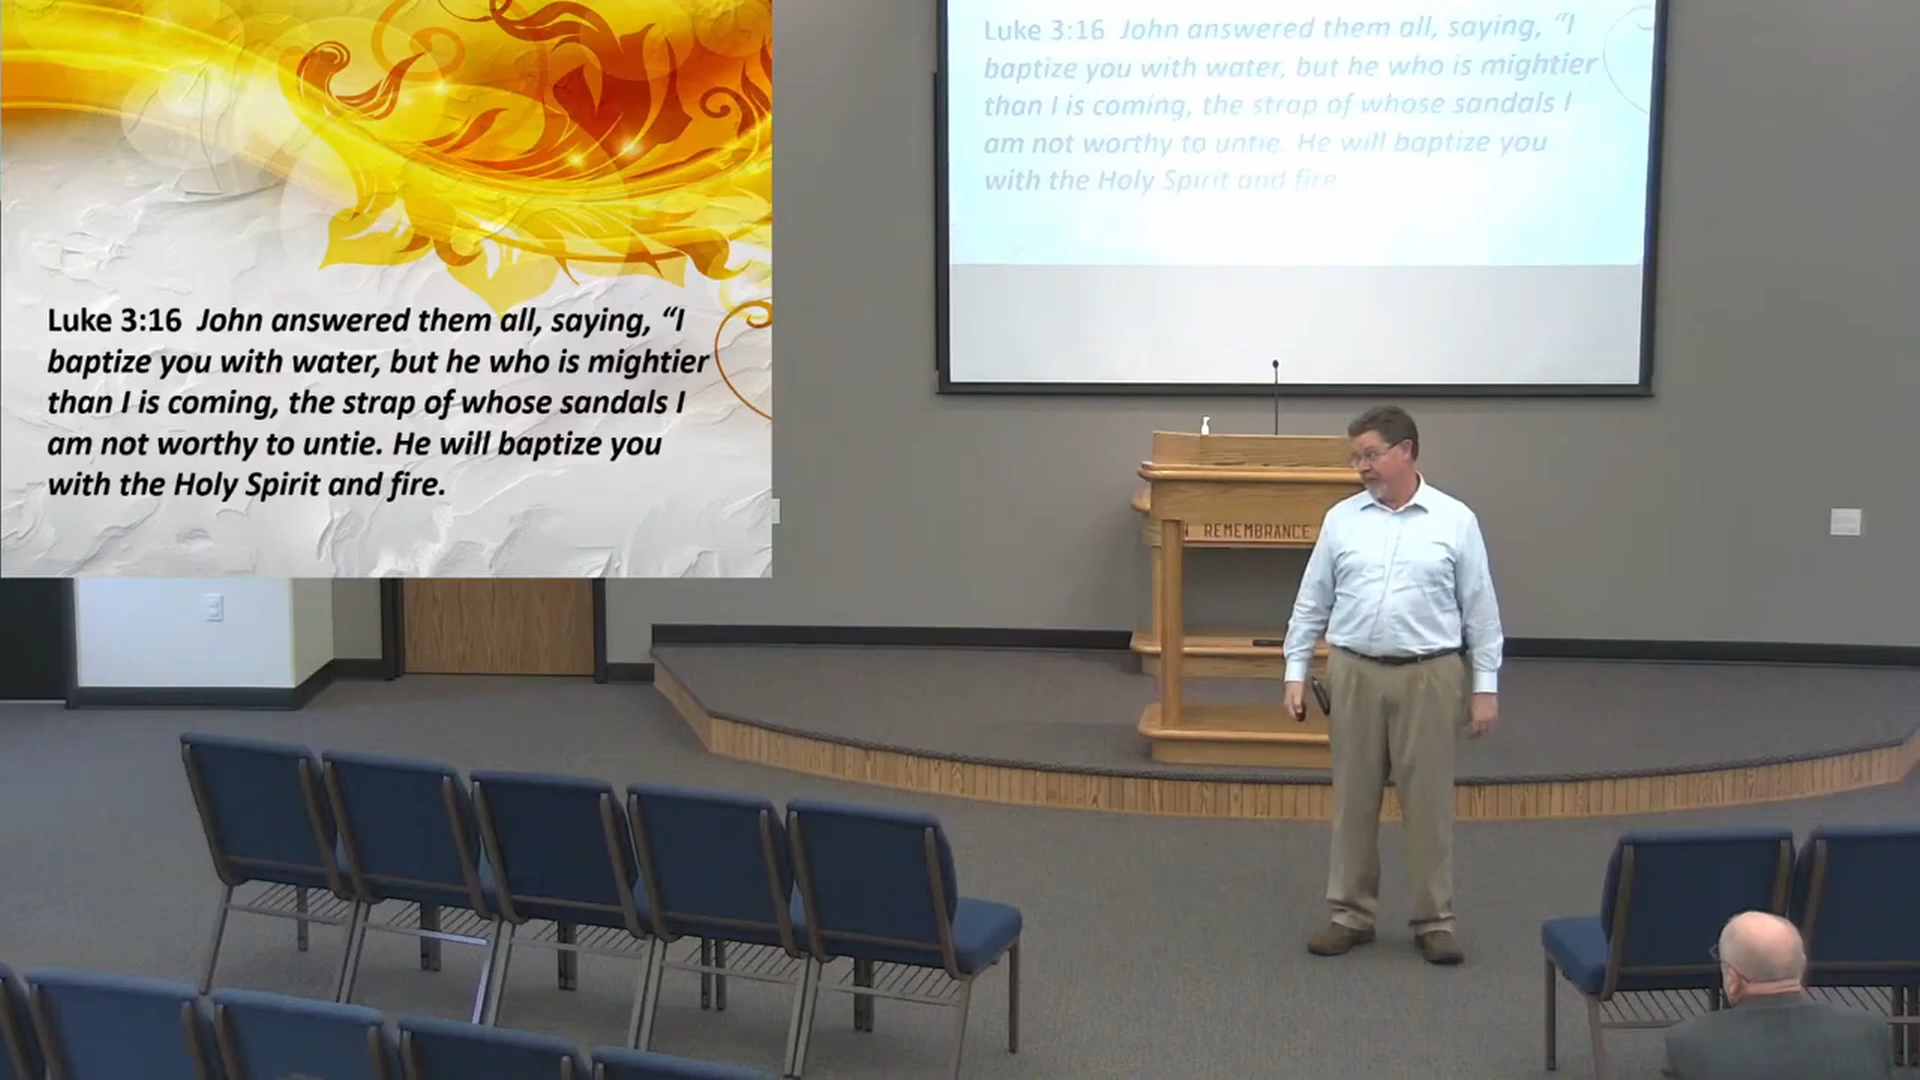 Luke 3:16 John answered them all, saying, “I
baptize you with water, but he who is mightier
than I is coming, the strap of whose sandals I
am not worthy to untie. He will baptize you
with the Holy Spirit and fire.
Luke 3:16 John answered them all, saying, “I
baptize you with water, but he who is mightier
than I is coming, the strap of whose sandals I
am not worthy to untie. He will baptize you
with the Holy Spirit and fire.
REMEMBRANCE